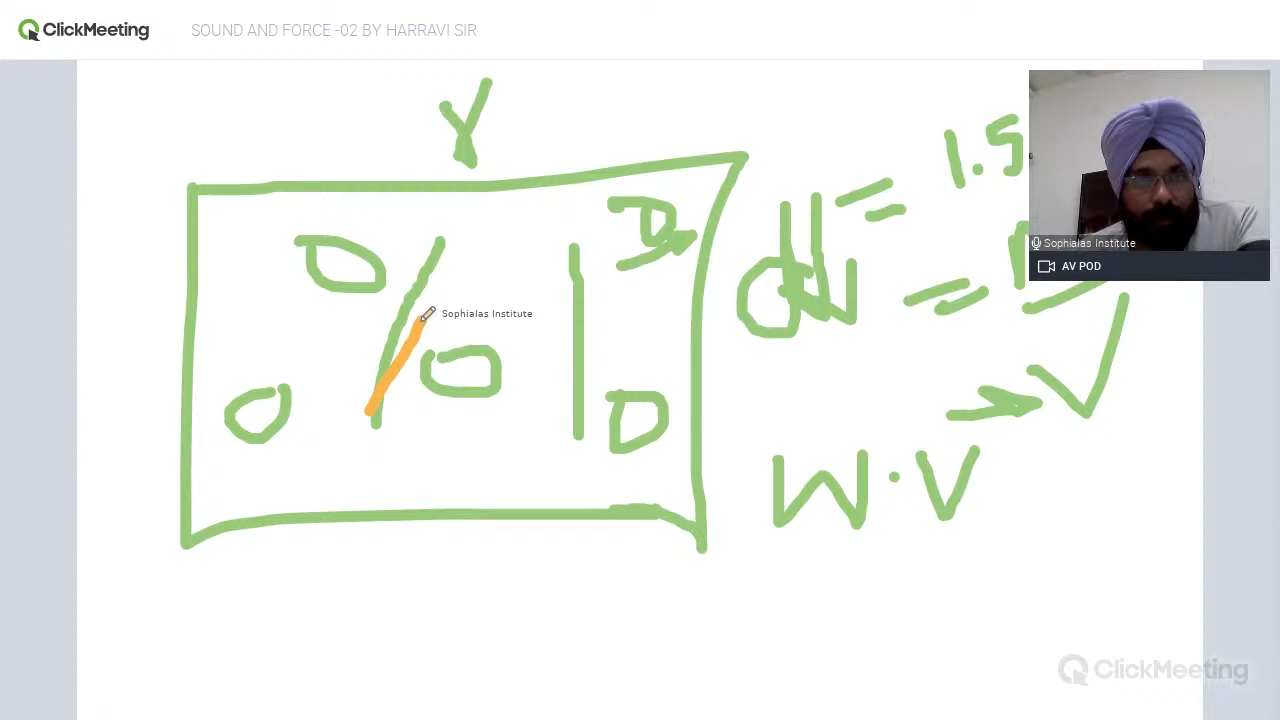 ClickMeeting SOUND AND FORCE -02 BY HARRAVI SIR
Y
= 1.5
D D
Sophialas Institute
AV POD
Sophialas Institute
=
O D
W.V
ClickMeeting